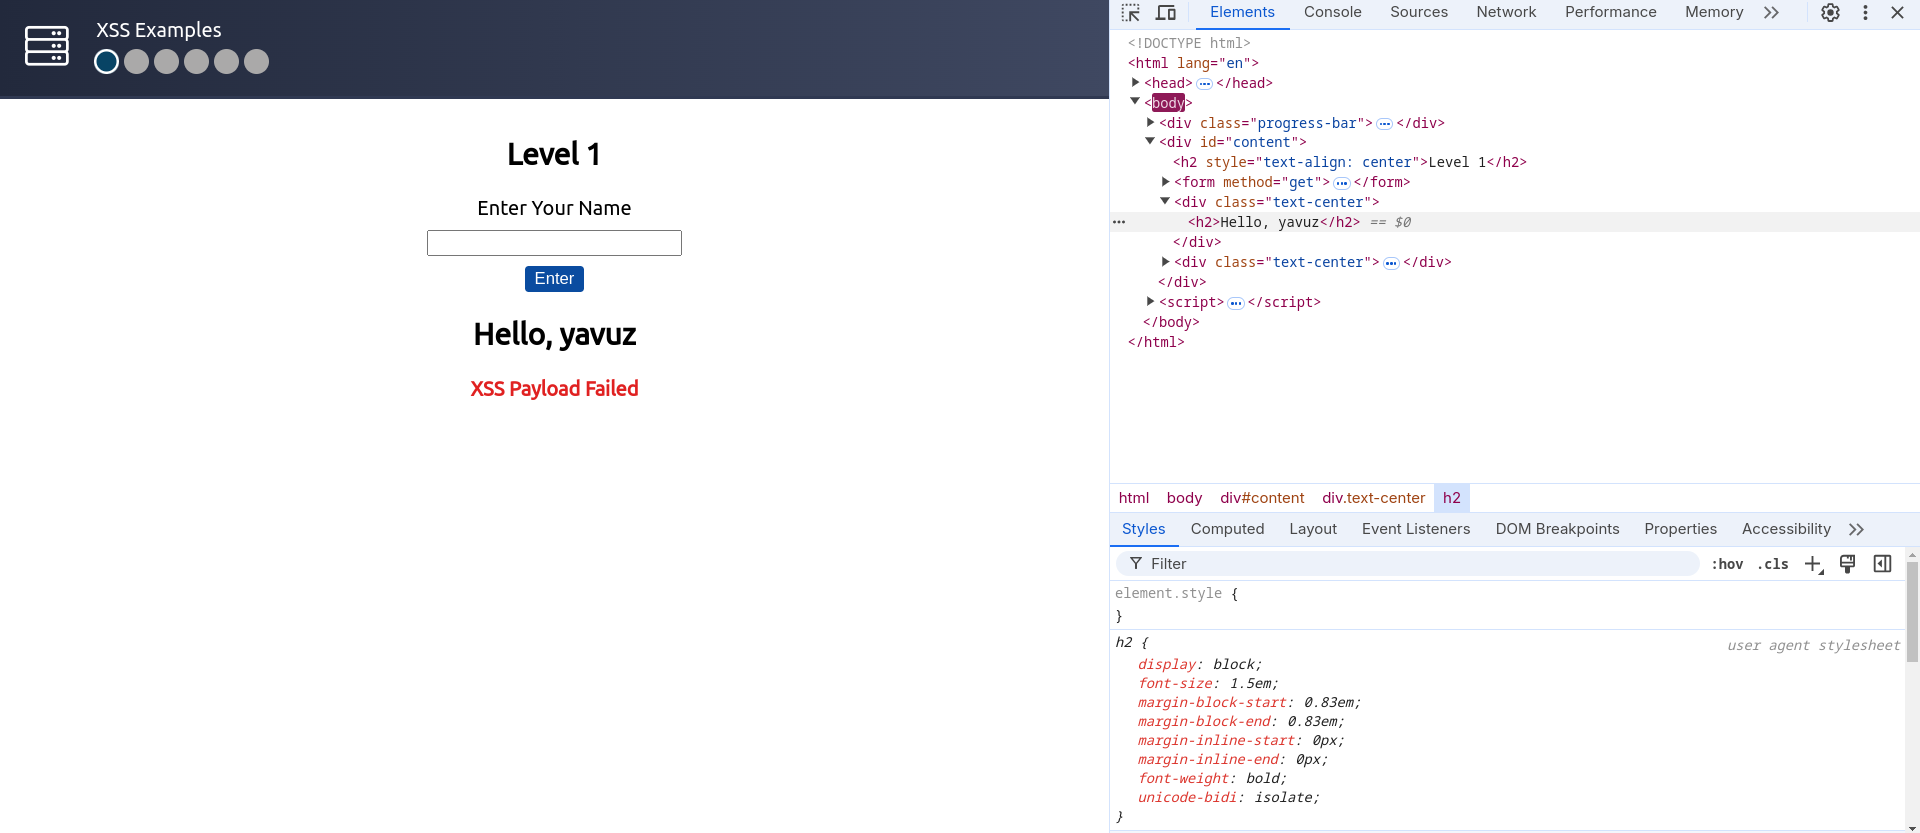 XSS Examples
Level 1
Enter Your Name
Enter
Hello, yavuz
XSS Payload Failed
Elements Console Sources Network Performance Memory
<!DOCTYPE html>
<html lang="en">
<head> ⋯ </head>
<body>
<div class="progress-bar"> ⋯ </div>
<div id="content">
<h2 style="text-align: center">Level 1</h2>
<form method="get"> ⋯ </form>
<div class="text-center">
<h2>Hello, yavuz</h2> == $0
</div>
<div class="text-center"> ⋯ </div>
</div>
<script> ⋯ </script>
</body>
</html>
html body div#content div.text-center h2
Styles Computed Layout Event Listeners DOM Breakpoints Properties Accessibility
Filter :hov .cls
element.style {
}
h2 { user agent stylesheet
display: block;
font-size: 1.5em;
margin-block-start: 0.83em;
margin-block-end: 0.83em;
margin-inline-start: 0px;
margin-inline-end: 0px;
font-weight: bold;
unicode-bidi: isolate;
}